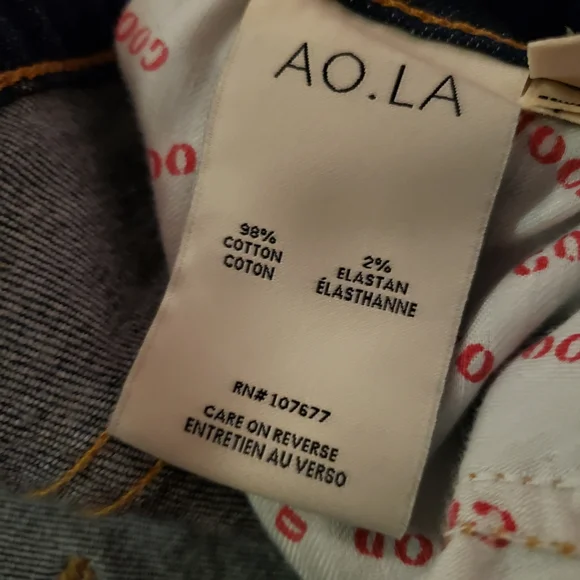 AO.LA
98%
COTTON
COTON
2%
ELASTAN
ÉLASTHANNE
RN# 107677
CARE ON REVERSE
ENTRETIEN AU VERSO